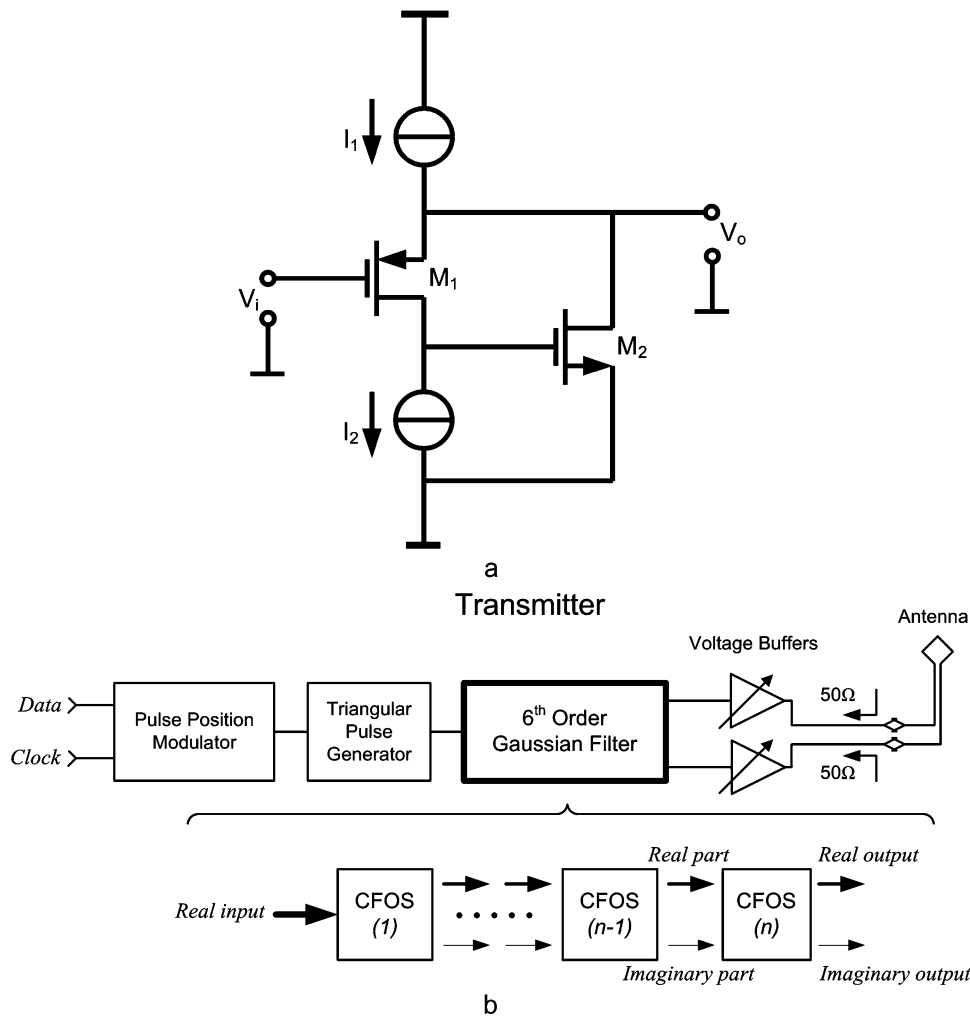 I1
M1
Vi
Vo
M2
I2
a
Transmitter
Antenna
Voltage Buffers
Data
Clock
Pulse Position
Modulator
Triangular
Pulse
Generator
6th Order
Gaussian Filter
50Ω
50Ω
Real part
Real output
Real input
CFOS
(1)
CFOS
(n-1)
CFOS
(n)
Imaginary part
Imaginary output
b